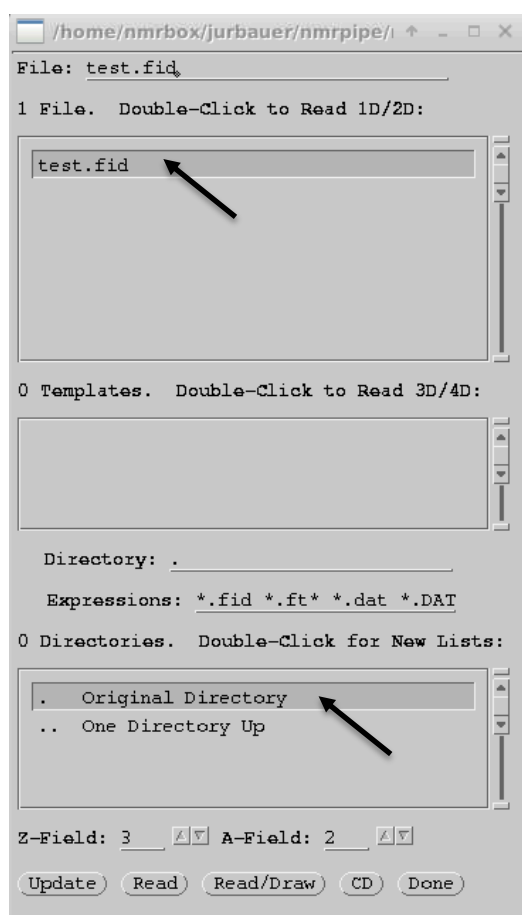 /home/nmrbox/jurbauer/nmrpipe/
File: test.fid
1 File. Double-Click to Read 1D/2D:
test.fid
0 Templates. Double-Click to Read 3D/4D:
Directory: .
Expressions: *.fid *.ft* *.dat *.DAT
0 Directories. Double-Click for New Lists:
. Original Directory
.. One Directory Up
Z-Field: 3 A-Field: 2
Update Read Read/Draw CD Done